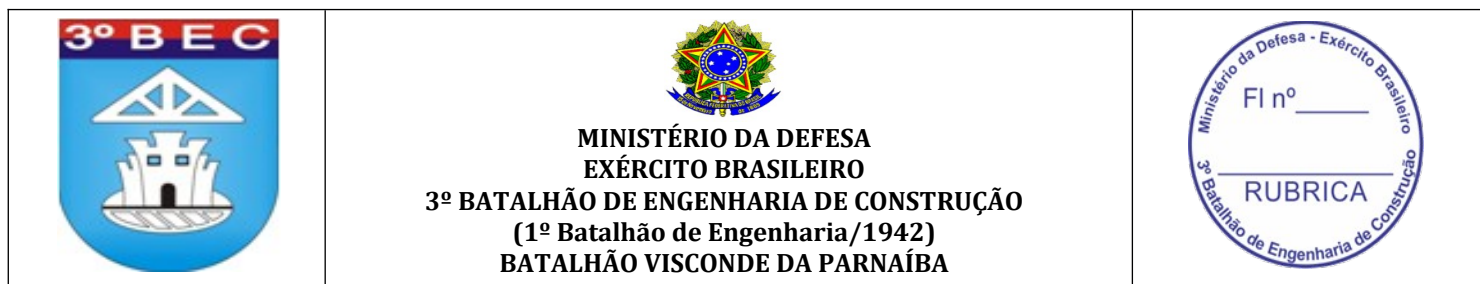 3º B E C
MINISTÉRIO DA DEFESA
EXÉRCITO BRASILEIRO
3º BATALHÃO DE ENGENHARIA DE CONSTRUÇÃO
(1º Batalhão de Engenharia/1942)
BATALHÃO VISCONDE DA PARNAÍBA
Ministério da Defesa - Exército Brasileiro
Fl nº_____
RUBRICA
3º Batalhão de Engenharia de Construção